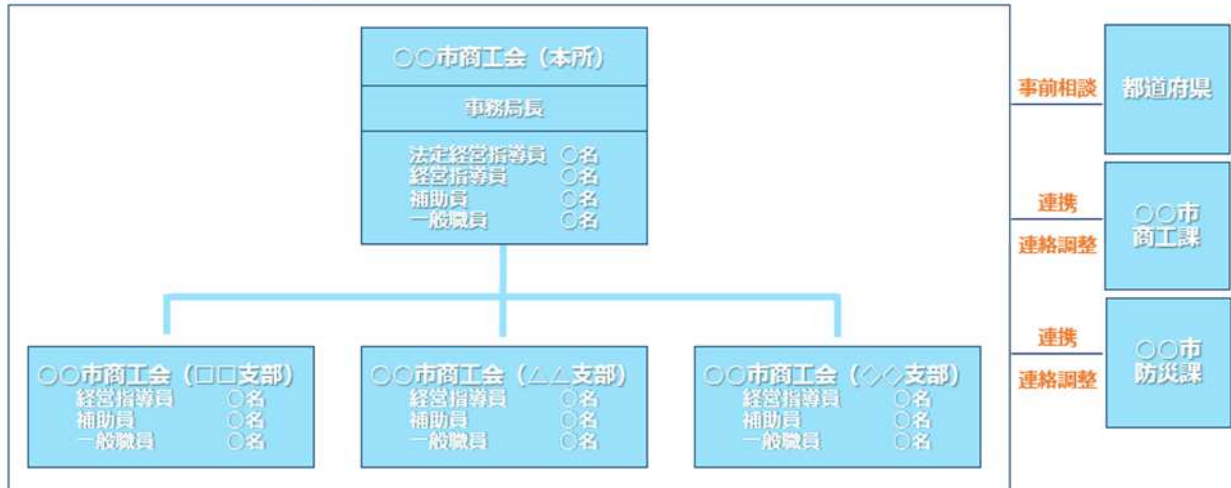 ○○市商工会（本所）
事務局長
法定経営指導員 ○名
経営指導員 ○名
補助員 ○名
一般職員 ○名
○○市商工会（□□支部）
経営指導員 ○名
補助員 ○名
一般職員 ○名
○○市商工会（△△支部）
経営指導員 ○名
補助員 ○名
一般職員 ○名
○○市商工会（◇◇支部）
経営指導員 ○名
補助員 ○名
一般職員 ○名
事前相談
都道府県
連携
連絡調整
○○市
商工課
連携
連絡調整
○○市
防災課